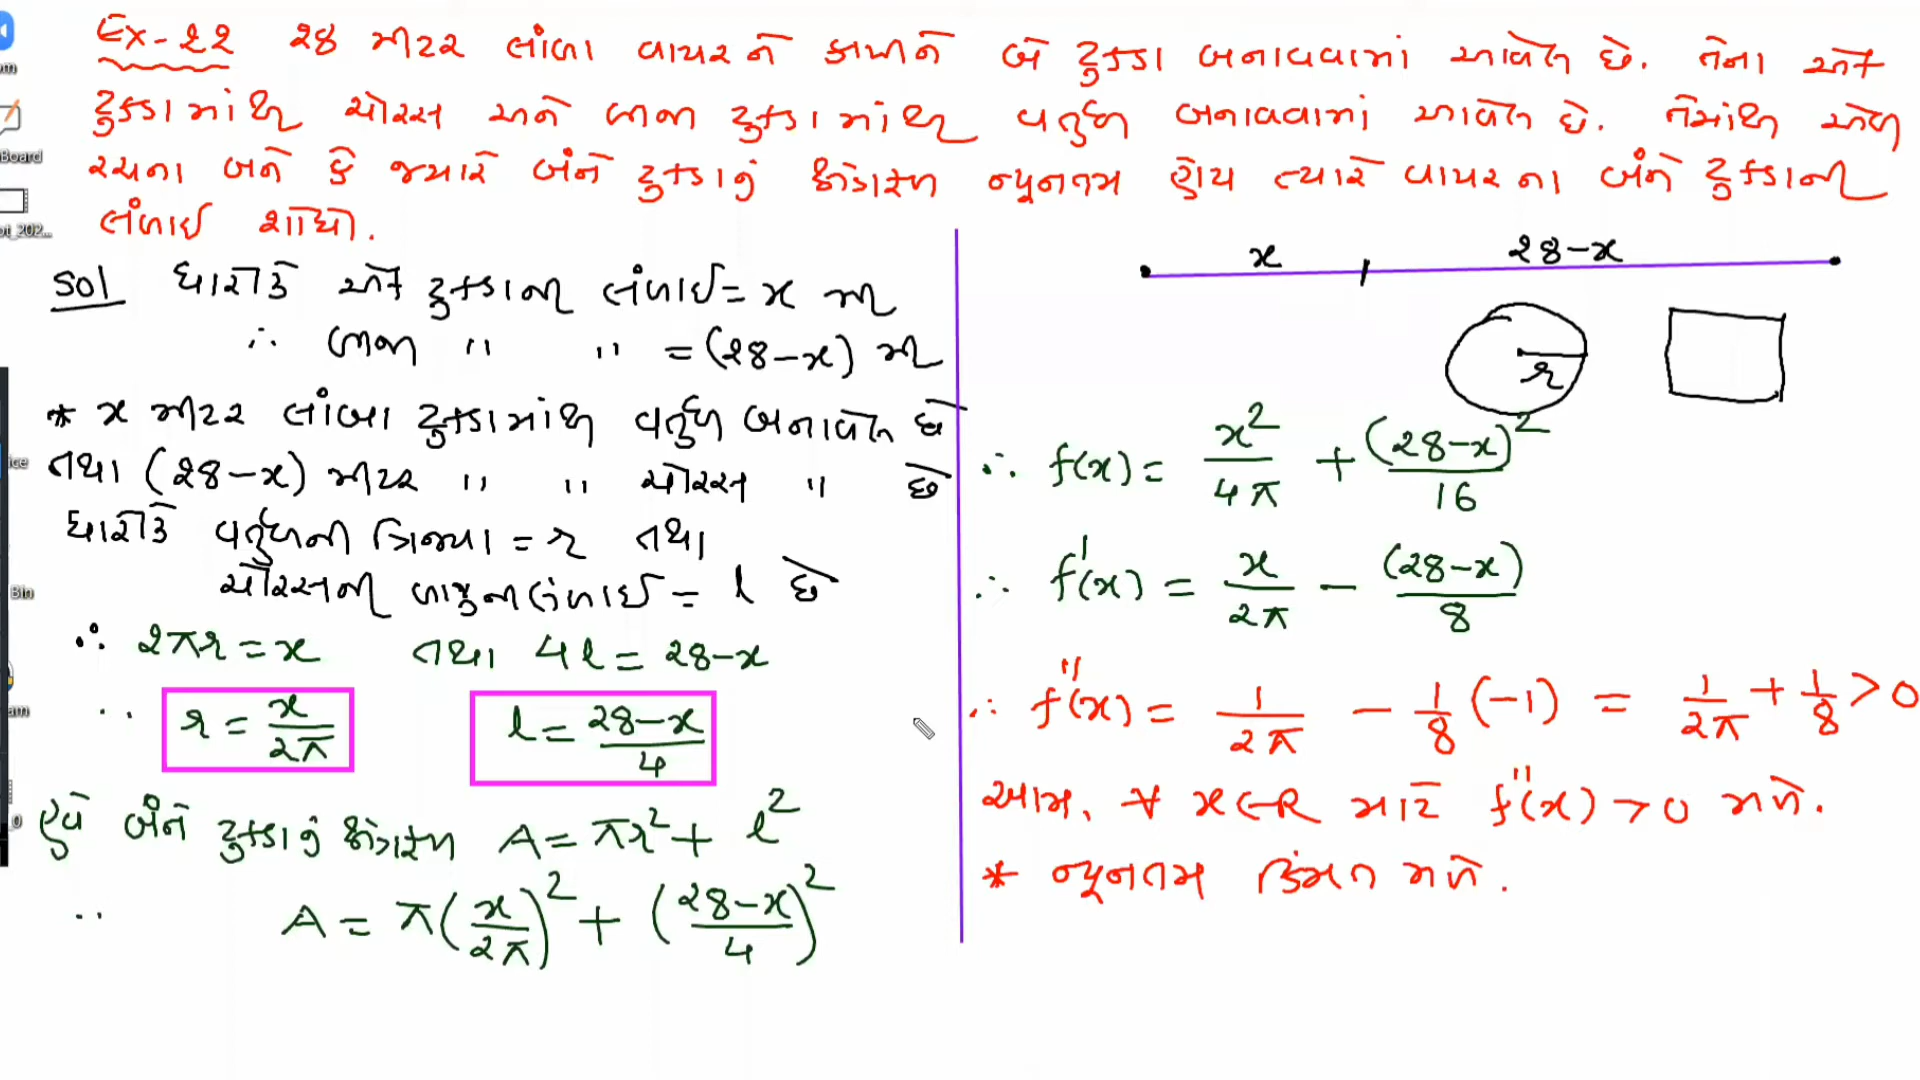 Ex-22 28 મીટર લાંબા વાયરને કાપીને બે ટુકડા બનાવવામાં આવેલ છે. તેના એક
ટુકડામાંથી ચોરસ અને બીજા ટુકડામાંથી વર્તુળ બનાવવામાં આવેલ છે. તેમાંથી એવી
રચના બને કે જ્યારે બંને ટુકડાનું ક્ષેત્રફળ ન્યૂનતમ હોય ત્યારે વાયરના બંને ટુકડાની
લંબાઈ શોધો.
Sol ધારોકે એક ટુકડાની લંબાઈ = x મી
∴ બીજા " " = (28-x) મી
* x મીટર લાંબા ટુકડામાંથી વર્તુળ બનાવેલ છે
તથા (28-x) મીટર " " ચોરસ " છે
ધારોકે વર્તુળની ત્રિજ્યા = r તથા
ચોરસની બાજુની લંબાઈ = l છે
∴ 2πr = x તથા 4l = 28-x
∴ r = x/2π l = 28-x/4
હવે બંને ટુકડાનું ક્ષેત્રફળ A = πr² + l²
∴ A = π(x/2π)² + (28-x/4)²
x 28-x
r
∴ f(x) = x²/4π + (28-x)²/16
∴ f'(x) = x/2π - (28-x)/8
∴ f''(x) = 1/2π - 1/8(-1) = 1/2π + 1/8 > 0
આમ, ∀ x∈R માટે f''(x) > 0 મળે.
* ન્યૂનતમ કિંમત મળે.
Board